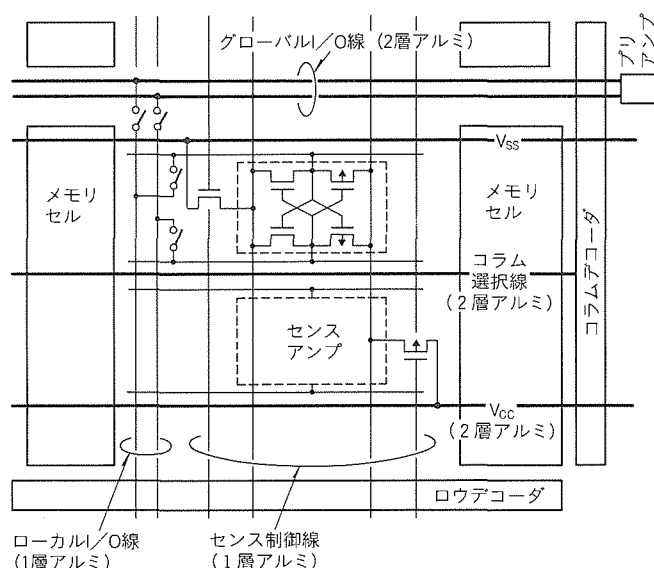 グローバルI/O線(2層アルミ)
プリ
アンプ
V_SS
メモリ
セル
メモリ
セル
コラム
選択線
(2層アルミ)
コラムデコーダ
センス
アンプ
V_CC
(2層アルミ)
ロウデコーダ
ローカルI/O線
(1層アルミ)
センス制御線
(1層アルミ)